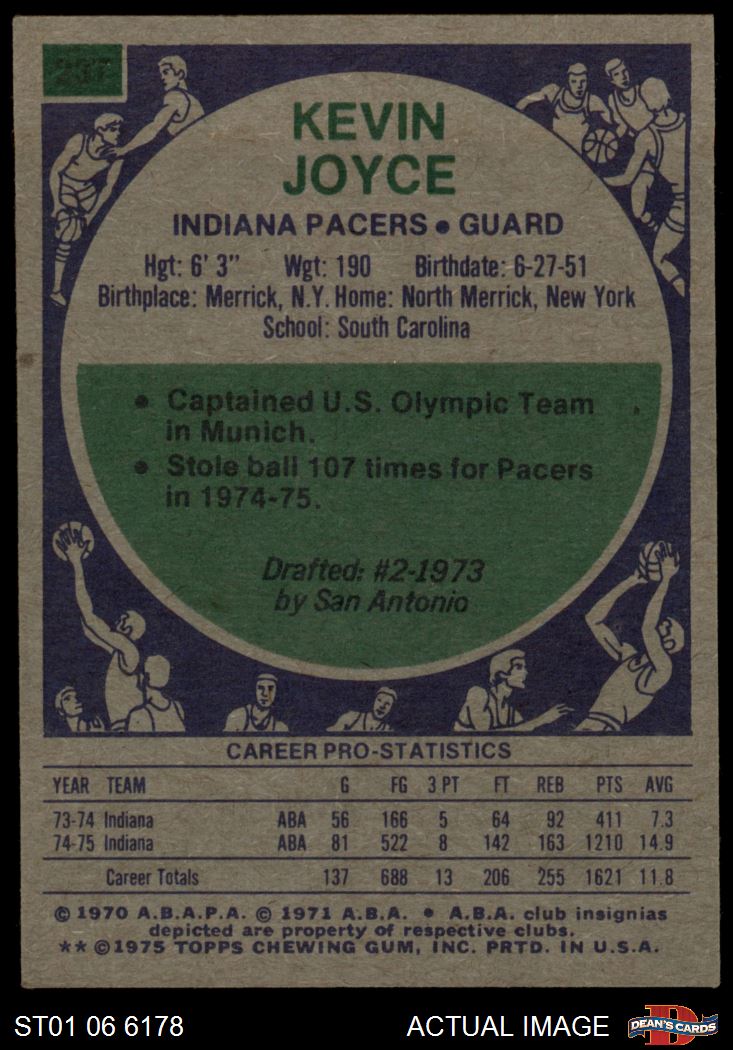 237
KEVIN
JOYCE
INDIANA PACERS • GUARD
Hgt: 6' 3" Wgt: 190 Birthdate: 6-27-51
Birthplace: Merrick, N.Y. Home: North Merrick, New York
School: South Carolina
• Captained U.S. Olympic Team
in Munich.
• Stole ball 107 times for Pacers
in 1974-75.
Drafted: #2-1973
by San Antonio
CAREER PRO-STATISTICS
YEAR TEAM G FG 3 PT FT REB PTS AVG
73-74 Indiana ABA 56 166 5 64 92 411 7.3
74-75 Indiana ABA 81 522 8 142 163 1210 14.9
Career Totals 137 688 13 206 255 1621 11.8
© 1970 A.B.A.P.A. © 1971 A.B.A. • A.B.A. club insignias
depicted are property of respective clubs.
** © 1975 TOPPS CHEWING GUM, INC. PRTD. IN U.S.A.
ST01 06 6178 ACTUAL IMAGE DEAN'S CARDS